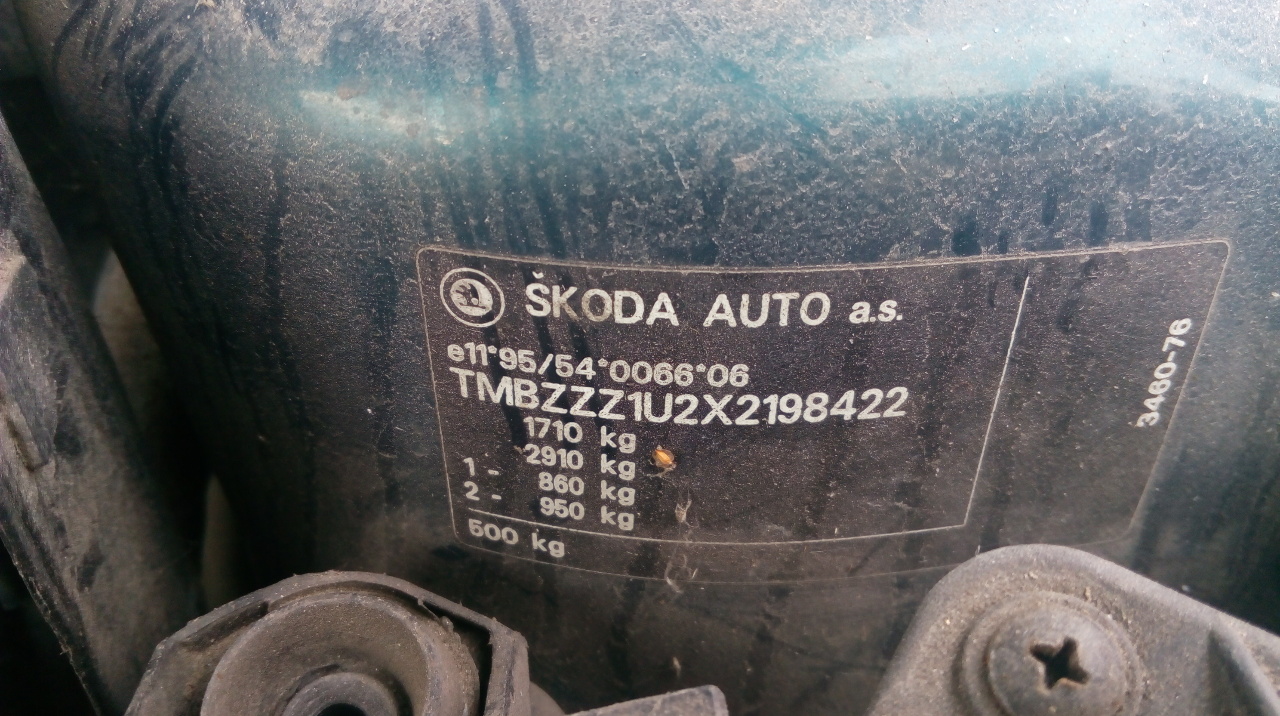 ŠKODA AUTO a.s.
e11*95/54*0066*06
TMBZZZ1U2X2198422
1710 kg
2910 kg
1 - 860 kg
2 - 950 kg
500 kg
3460-76